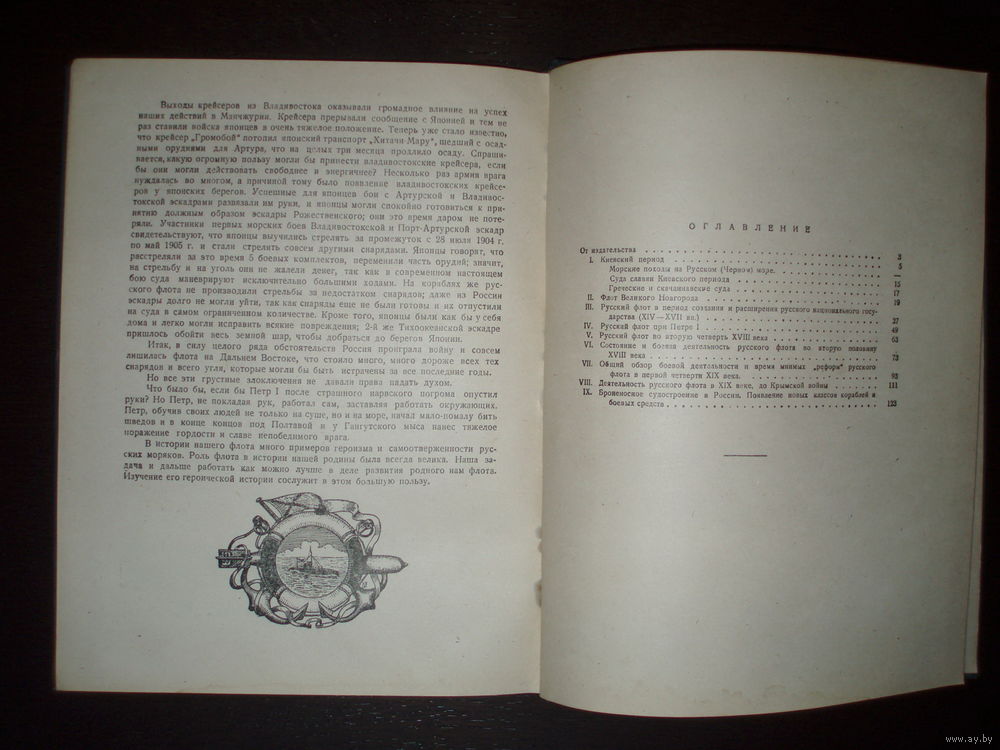 Выходы крейсеров из Владивостока оказывали громадное влияние на успех
наших действий в Манчжурии. Крейсера прерывали сообщение с Японией и тем не
раз ставили войска японцев в очень тяжелое положение. Теперь уже стало известно,
что крейсер „Громобой“ потопил японский транспорт „Хитачи-Мару“, шедший с осад-
ными орудиями для Артура, что на целых три месяца продлило осаду. Спраши-
вается, какую огромную пользу могли бы принести владивостокские крейсера, если
бы они могли действовать свободнее и энергичнее? Несколько раз армия врага
нуждалась во многом, а причиной тому было появление владивостокских крейсе-
ров у японских берегов. Успешные для японцев бои с Артурской и Владивос-
токской эскадрами развязали им руки, и японцы могли спокойно готовиться к при-
нятию должным образом эскадры Рожественского; они это время даром не поте-
ряли. Участники первых морских боев Владивостокской и Порт-Артурской эскадр
свидетельствуют, что японцы выучились стрелять за промежуток с 28 июля 1904 г.
по май 1905 г. и стали стрелять совсем другими снарядами. Японцы говорят, что
расстреляли за это время 5 боевых комплектов, переменили часть орудий; значит,
на стрельбу и на уголь они не жалели денег, так как в современном настоящем
бою суда маневрируют исключительно большими ходами. На кораблях же рус-
ского флота не производили стрельбы за недостатком снарядов; даже из России
эскадры долго не могли уйти, так как снаряды еще не были готовы и их отпустили
на суда в самом ограниченном количестве. Кроме того, японцы были как бы у себя
дома и легко могли исправить всякие повреждения; 2-й же Тихоокеанской эскадре
пришлось обойти весь земной шар, чтобы добраться до берегов Японии.
Итак, в силу целого ряда обстоятельств Россия проиграла войну и совсем
лишилась флота на Дальнем Востоке, что стоило много, много дороже всех тех
снарядов и всего угля, которые могли бы быть истрачены за все последние годы.
Но все эти грустные злоключения не давали права падать духом.
Что было бы, если бы Петр I после страшного нарвского погрома опустил
руки? Но Петр, не покладая рук, работал сам, заставляя работать окружающих.
Петр, обучив своих людей не только на суше, но и на море, начал мало-помалу бить
шведов и в конце концов под Полтавой и у Гангутского мыса нанес тяжелое
поражение гордости и славе непобедимого врага.
В истории нашего флота много примеров героизма и самоотверженности рус-
ских моряков. Роль флота в истории нашей родины была всегда велика. Наша за-
дача и дальше работать как можно лучше в деле развития родного нам флота.
Изучение его героической истории сослужит в этом большую пользу.
ОГЛАВЛЕНИЕ
От издательства . . . 3
I. Киевский период . . . 5
Морские походы на Русском (Черном) море. . . . 
Суда славян Киевского периода . . . 15
Греческие и скандинавские суда . . . 17
II. Флот Великого Новгорода . . . 19
III. Русский флот в период создания и расширения русского национального госу-
дарства (XIV—XVII вв.) . . . 27
IV. Русский флот при Петре I . . . 49
V. Русский флот во вторую четверть XVIII века . . . 63
VI. Состояние и боевая деятельность русского флота во вторую половину
XVIII века . . . 73
VII. Общий обзор боевой деятельности и время мнимых „реформ“ русского
флота в первой четверти XIX века. . . . 93
VIII. Деятельность русского флота в XIX веке, до Крымской войны . . . 111
IX. Броненосное судостроение в России. Появление новых классов кораблей и
боевых средств . . . 123
www.ay.by